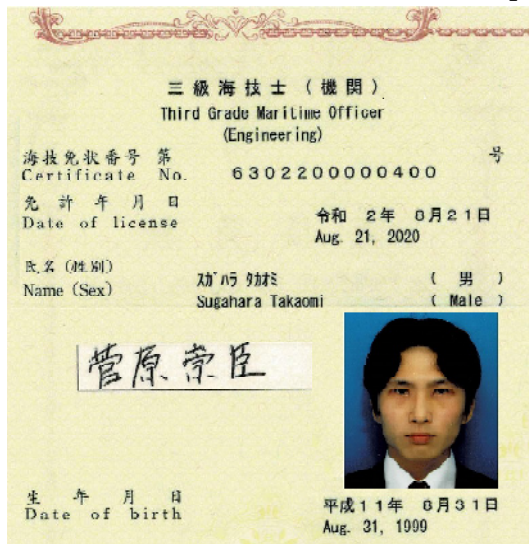 三級海技士(機関)
Third Grade Maritime Officer
(Engineering)
海技免状番号 第 号
Certificate No. 6302200000400
免許年月日
Date of license
令和 2年 8月21日
Aug. 21, 2020
氏名(性別)
Name (Sex)
スガハラ タカオミ ( 男 )
Sugahara Takaomi ( Male )
菅原崇臣
生年月日
Date of birth
平成11年 8月31日
Aug. 31, 1999